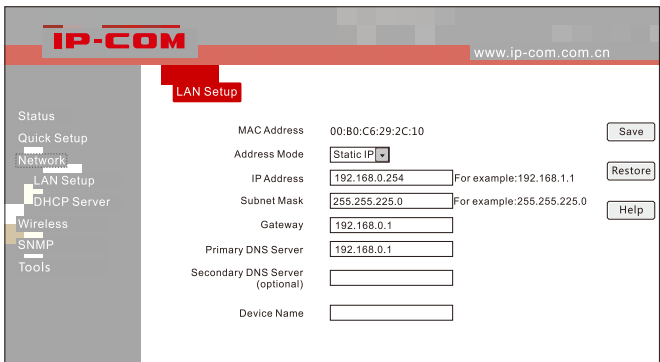 IP-COM
www.ip-com.com.cn
LAN Setup
Status
Quick Setup
Network
LAN Setup
DHCP Server
Wireless
SNMP
Tools
MAC Address 00:B0:C6:29:2C:10
Address Mode Static IP
IP Address 192.168.0.254 For example:192.168.1.1
Subnet Mask 255.255.225.0 For example:255.255.225.0
Gateway 192.168.0.1
Primary DNS Server 192.168.0.1
Secondary DNS Server
(optional)
Device Name
Save
Restore
Help